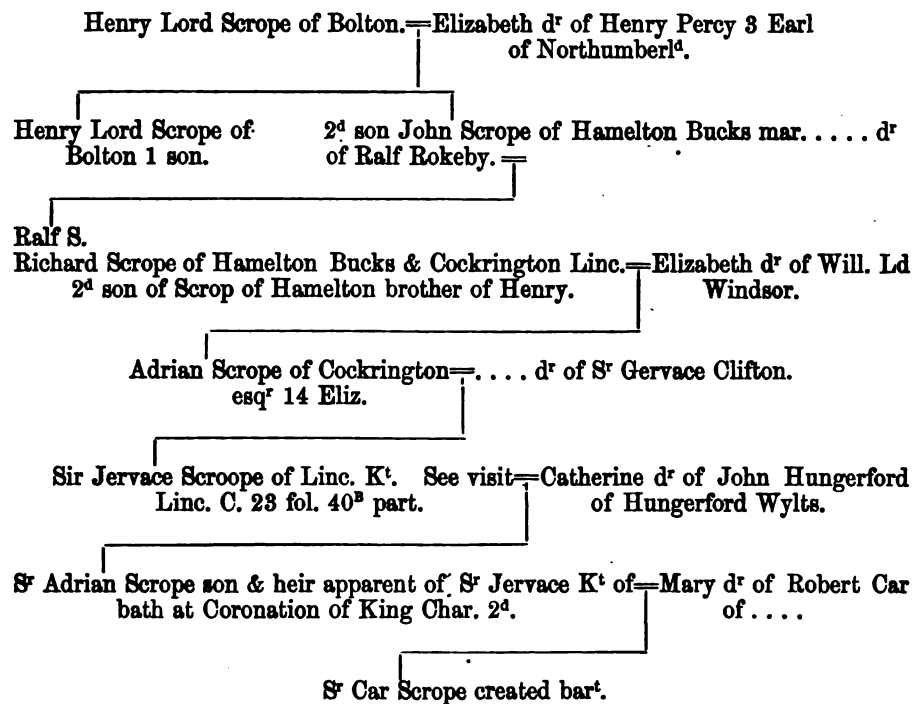 Henry Lord Scrope of Bolton.=Elizabeth dʳ of Henry Percy 3 Earl
of Northumberlᵈ.
Henry Lord Scrope of 2ᵈ son John Scrope of Hamelton Bucks mar. . . . . dʳ
Bolton 1 son. of Ralf Rokeby.=
Ralf S.
Richard Scrope of Hamelton Bucks & Cockrington Linc.=Elizabeth dʳ of Will. Ld
2ᵈ son of Scrop of Hamelton brother of Henry. Windsor.
Adrian Scrope of Cockrington=. . . . dʳ of Sʳ Gervace Clifton.
esqʳ 14 Eliz.
Sir Jervace Scroope of Linc. Kᵗ. See visit=Catherine dʳ of John Hungerford
Linc. C. 23 fol. 40ᴮ part. of Hungerford Wylts.
Sʳ Adrian Scrope son & heir apparent of Sʳ Jervace Kᵗ of=Mary dʳ of Robert Car
bath at Coronation of King Char. 2ᵈ. of . . . .
Sʳ Car Scrope created barᵗ.